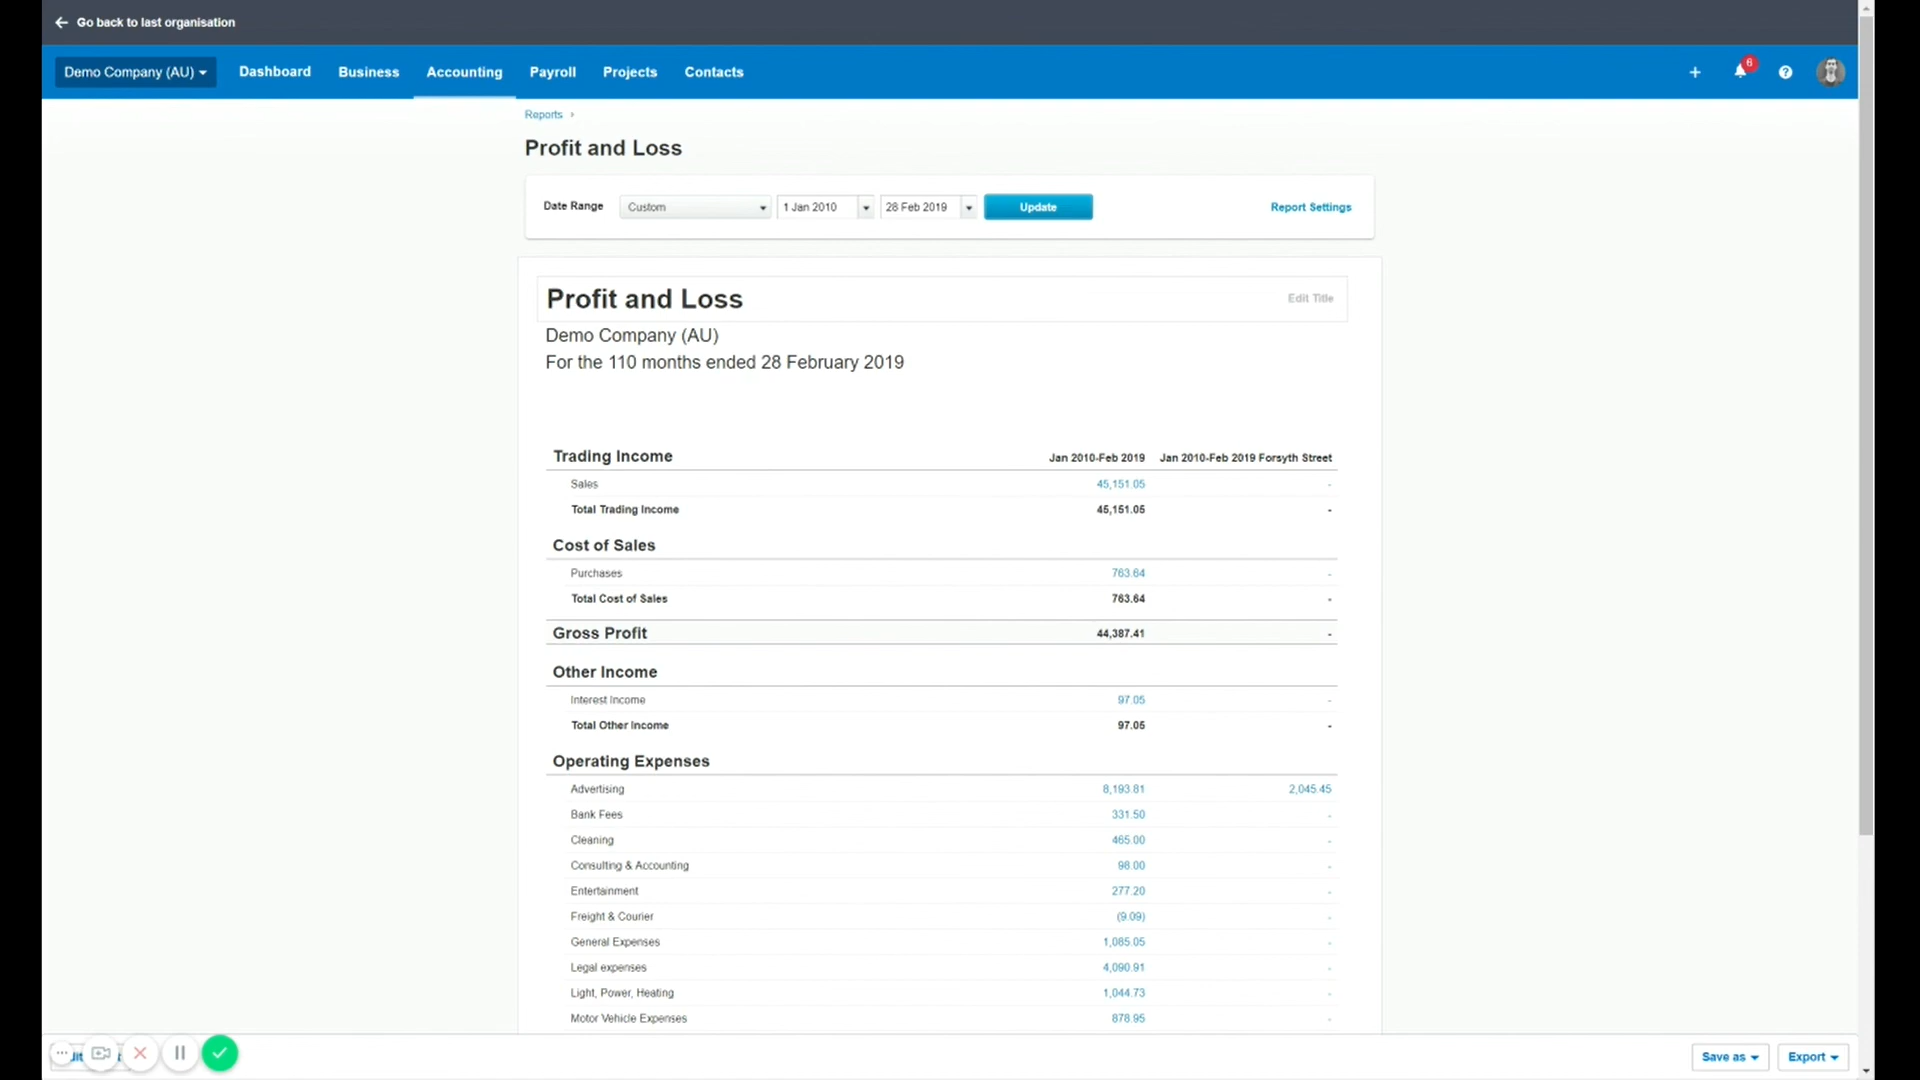 Go back to last organisation
Demo Company (AU) Dashboard Business Accounting Payroll Projects Contacts 6
Reports
Profit and Loss
Date Range Custom 1 Jan 2010 28 Feb 2019 Update Report Settings
Profit and Loss Edit Title
Demo Company (AU)
For the 110 months ended 28 February 2019
Trading Income Jan 2010-Feb 2019 Jan 2010-Feb 2019 Forsyth Street
Sales 45,151.05 -
Total Trading Income 45,151.05 -
Cost of Sales
Purchases 763.64 -
Total Cost of Sales 763.64 -
Gross Profit 44,387.41 -
Other Income
Interest Income 97.05 -
Total Other Income 97.05 -
Operating Expenses
Advertising 8,193.81 2,045.45
Bank Fees 331.50 -
Cleaning 465.00 -
Consulting & Accounting 98.00 -
Entertainment 277.20 -
Freight & Courier (9.09) -
General Expenses 1,085.05 -
Legal expenses 4,090.91 -
Light, Power, Heating 1,044.73 -
Motor Vehicle Expenses 878.95 -
Save as Export